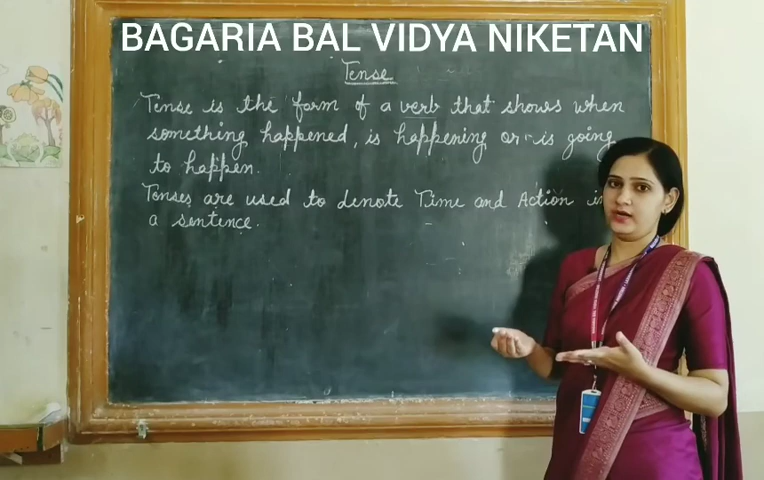 BAGARIA BAL VIDYA NIKETAN
Tense
Tense is the form of a verb that shows when
something happened, is happening or is going
to happen.
Tenses are used to denote Time and Action in
a sentence.